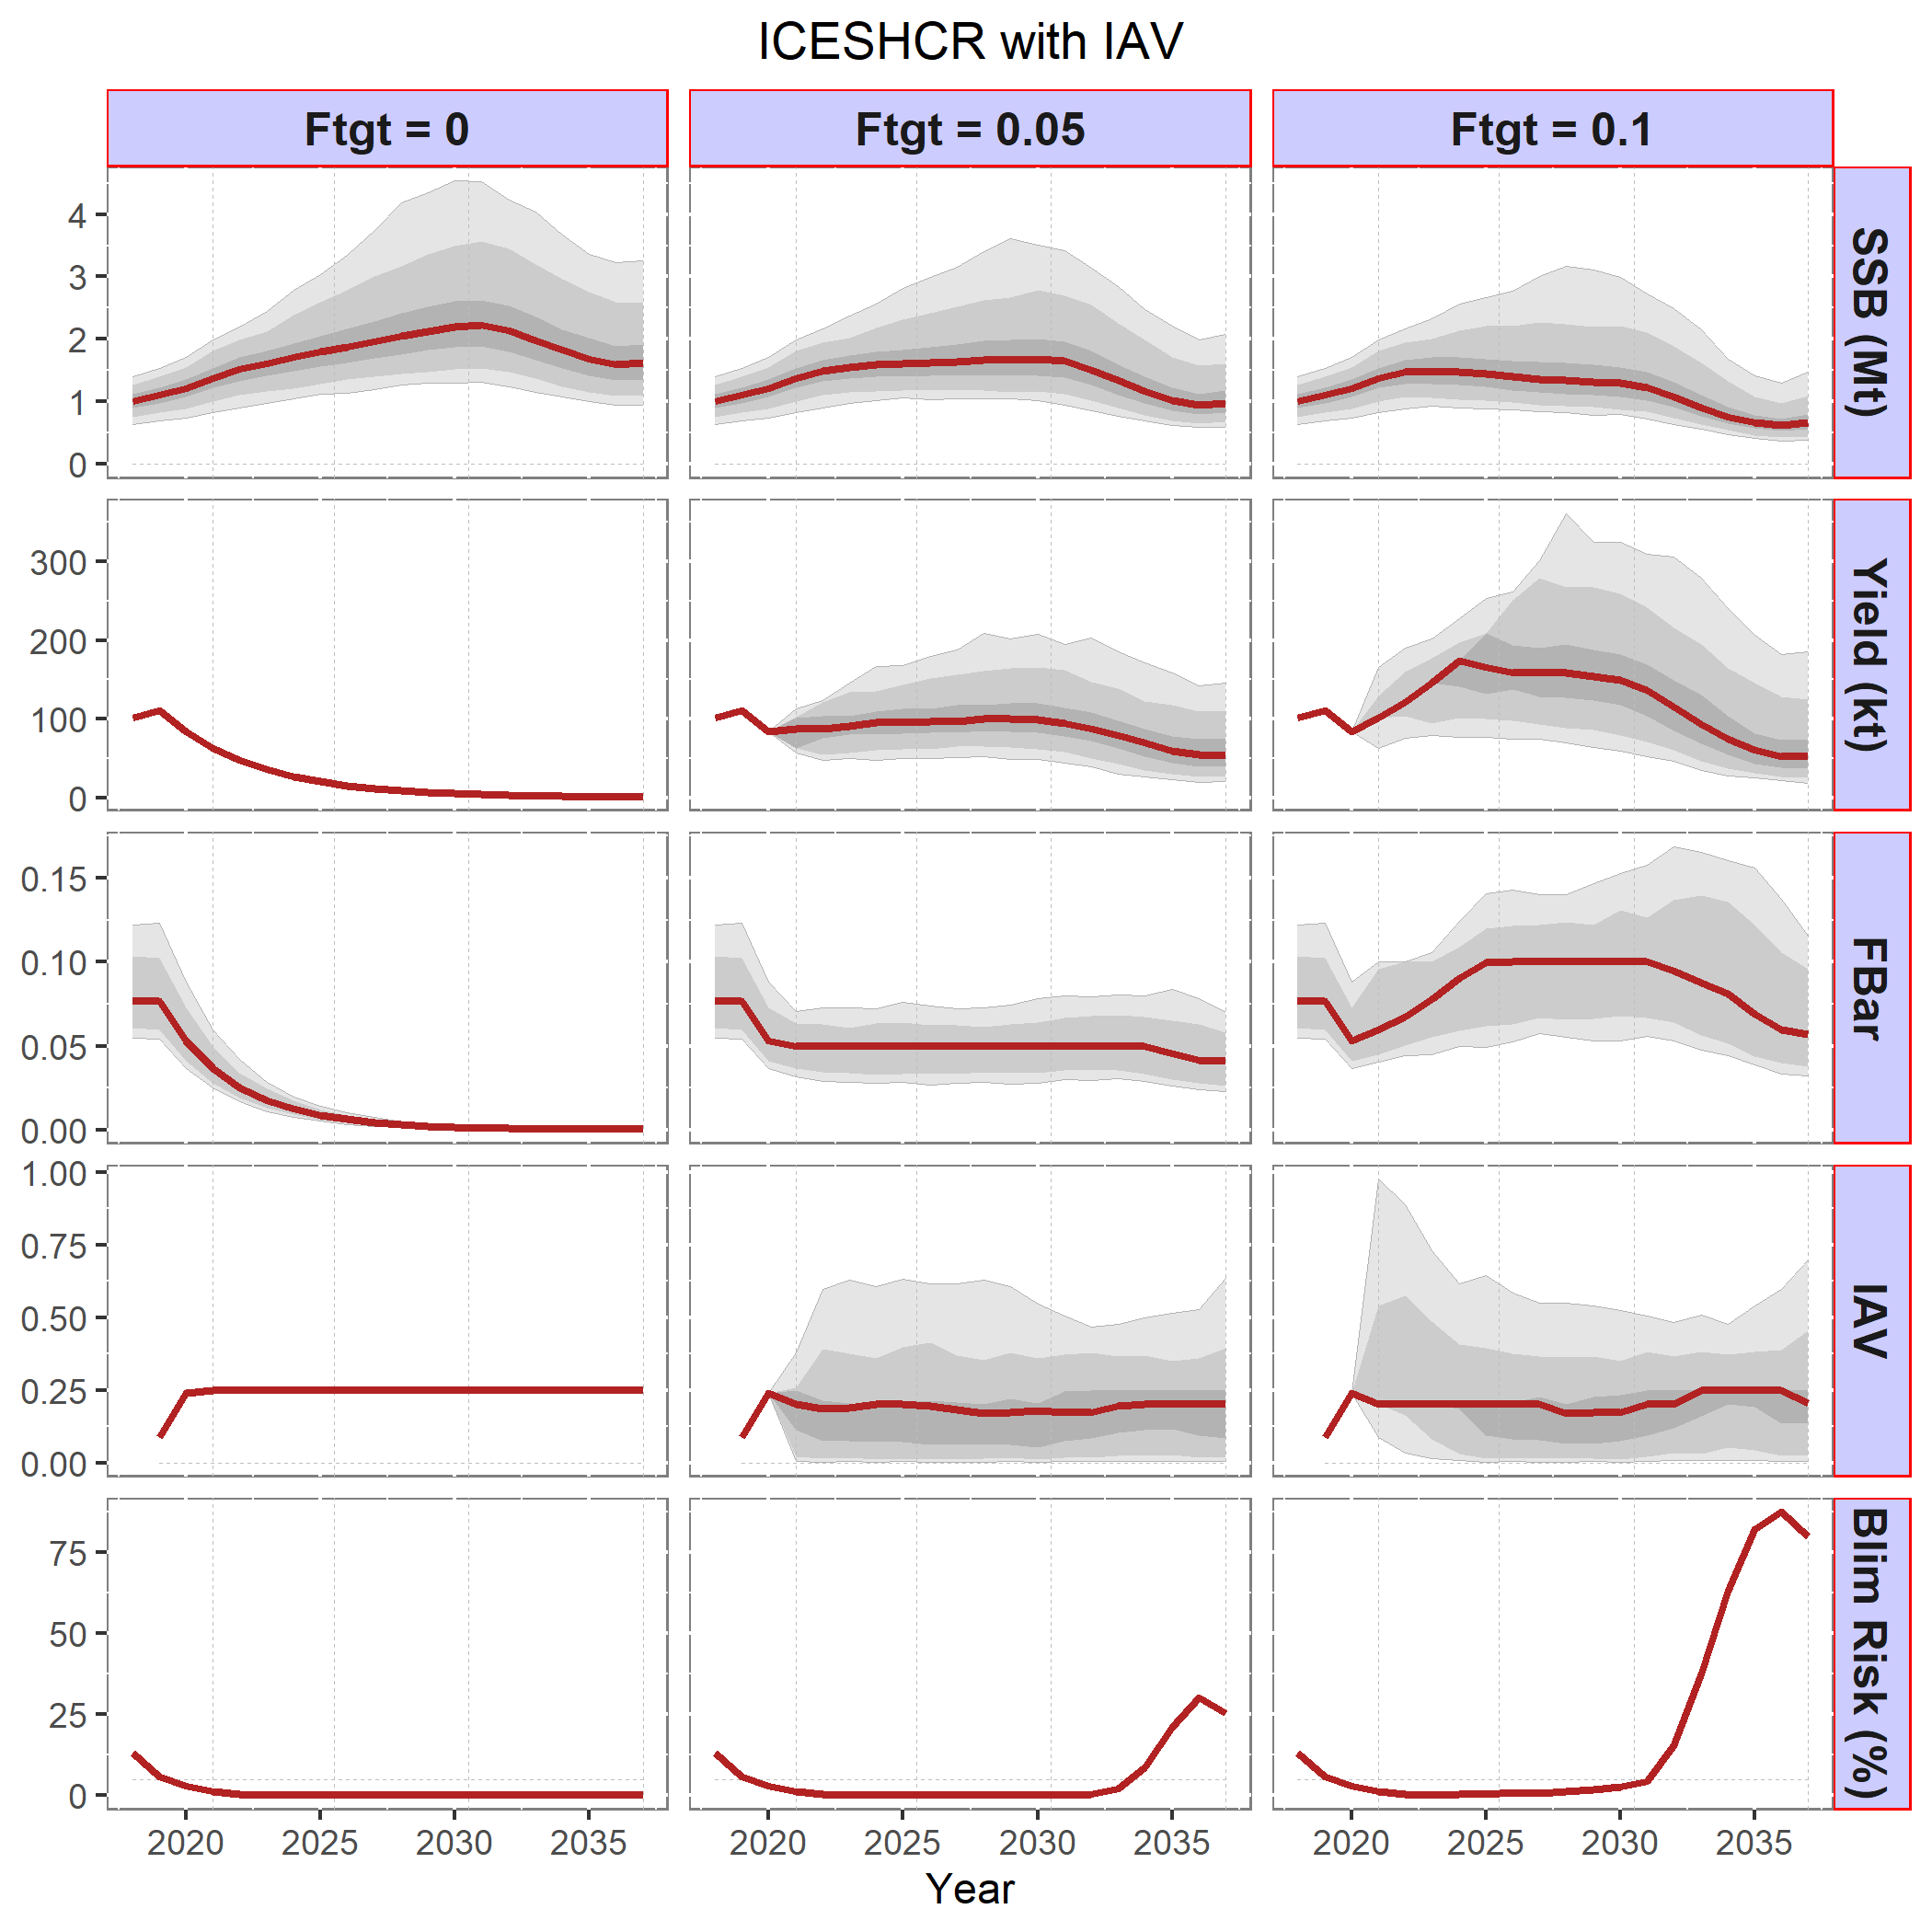 ICESHCR with IAV
Ftgt = 0
Ftgt = 0.05
Ftgt = 0.1
4
3
2
1
0
SSB (Mt)
300
200
100
0
Yield (kt)
0.15
0.10
0.05
0.00
FBar
1.00
0.75
0.50
0.25
0.00
IAV
75
50
25
0
Blim Risk (%)
2020 2025 2030 2035
2020 2025 2030 2035
2020 2025 2030 2035
Year